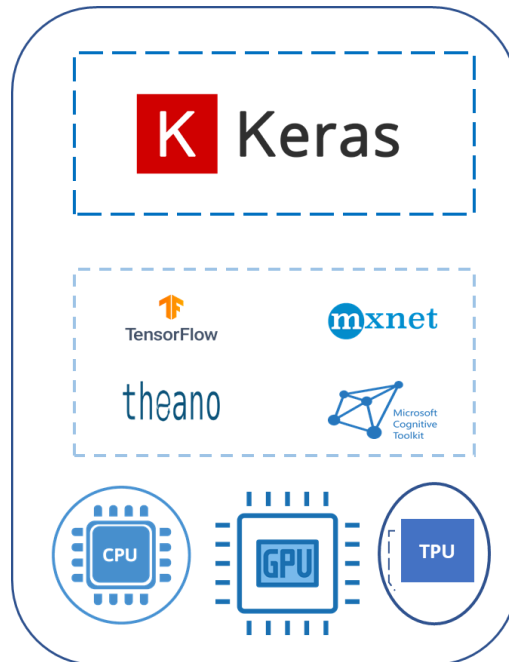 K Keras
TensorFlow
mxnet
theano
Microsoft
Cognitive
Toolkit
CPU
GPU
TPU